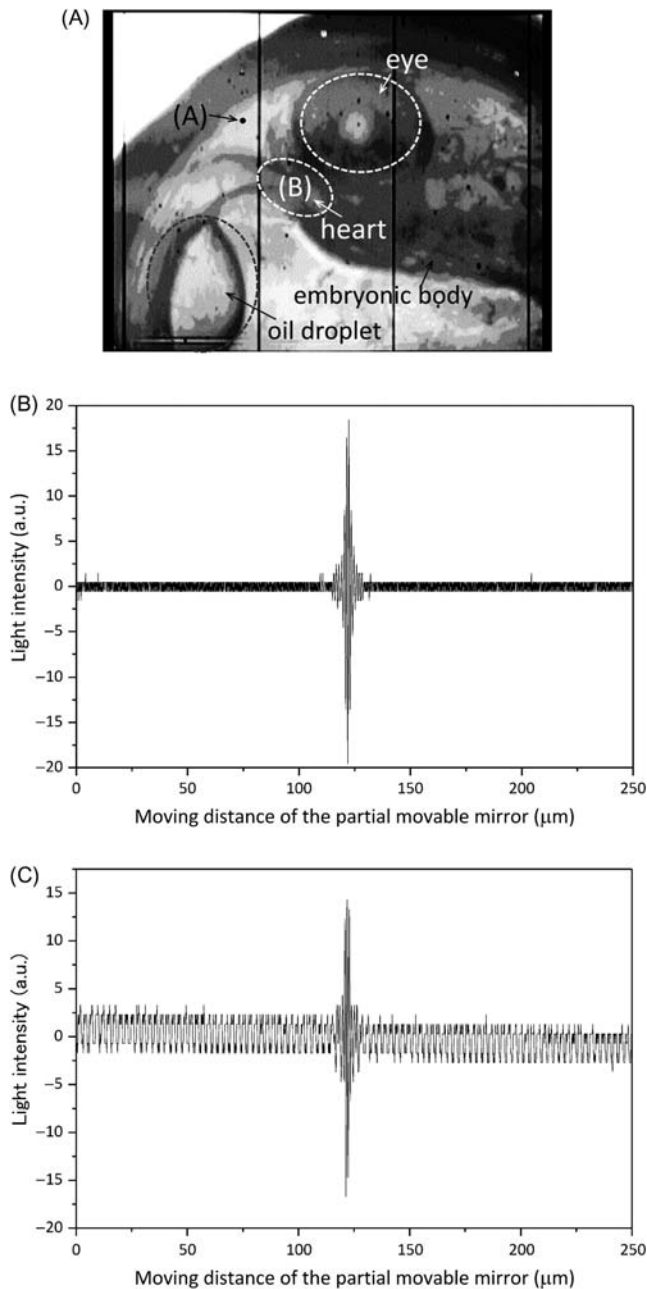 (A)
eye
(A)
(B)
heart
embryonic body
oil droplet
(B)
20
15
10
5
0
−5
−10
−15
−20
Light intensity (a.u.)
0 50 100 150 200 250
Moving distance of the partial movable mirror (μm)
(C)
15
10
5
0
−5
−10
−15
−20
Light intensity (a.u.)
0 50 100 150 200 250
Moving distance of the partial movable mirror (μm)